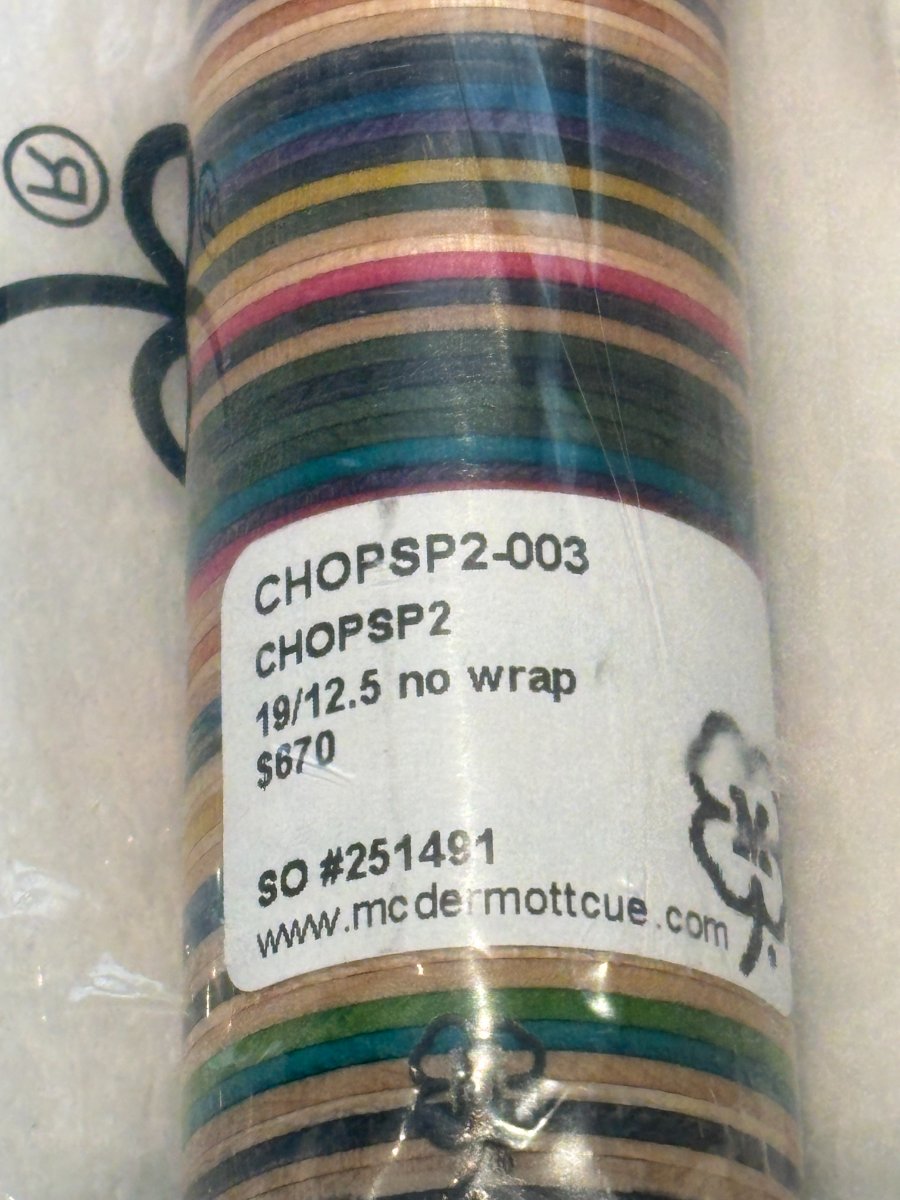 ®
CHOPSP2-003
CHOPSP2
19/12.5 no wrap
$670
SO #251491
www.mcdermottcue.com
M